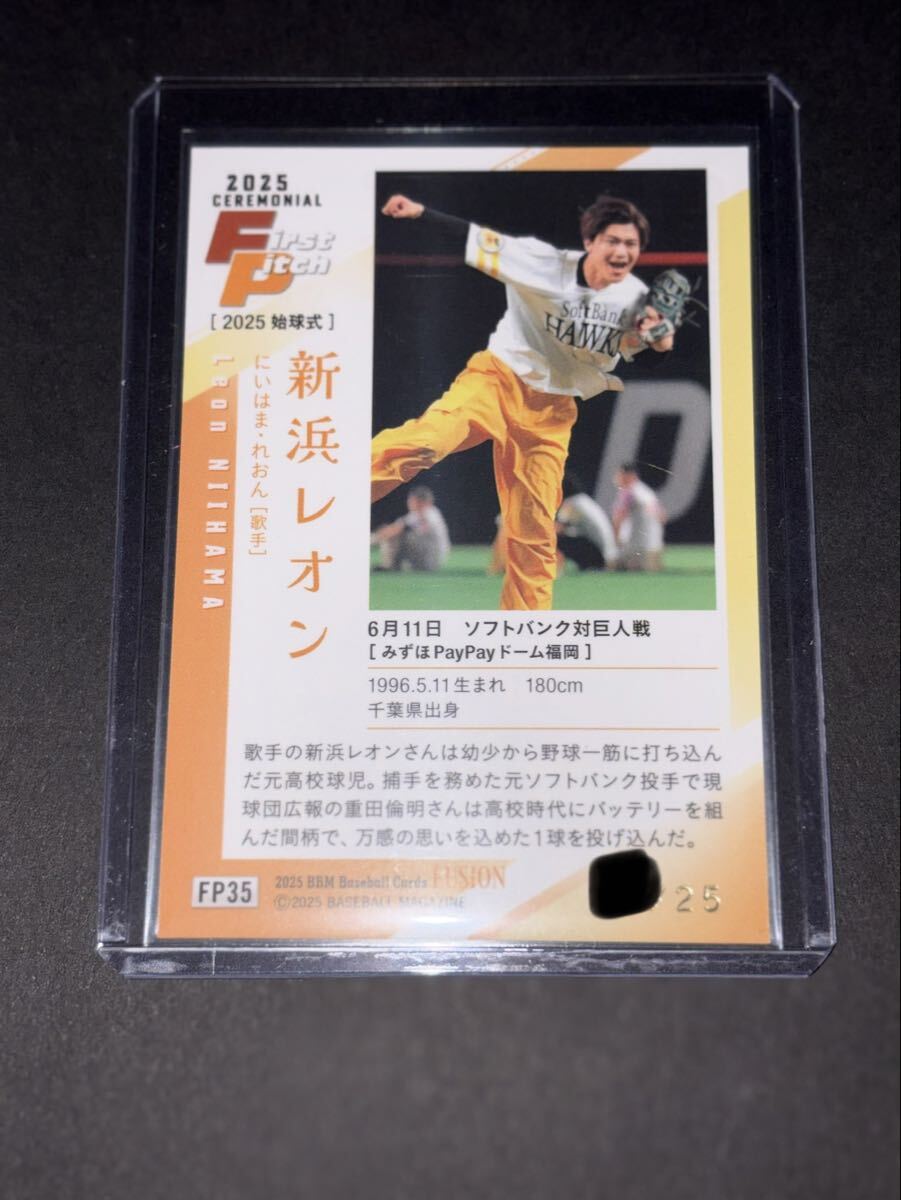 2025
CEREMONIAL
First
Pitch
[ 2025 始球式 ]
新浜レオン
にいはま・れおん [歌手]
Leon NIIHAMA
SoftBank
HAWK
D
6月11日 ソフトバンク対巨人戦
[ みずほPayPayドーム福岡 ]
1996.5.11生まれ 180cm
千葉県出身
歌手の新浜レオンさんは幼少から野球一筋に打ち込ん
だ元高校球児。捕手を務めた元ソフトバンク投手で現
球団広報の重田倫明さんは高校時代にバッテリーを組
んだ間柄で、万感の思いを込めた1球を投げ込んだ。
FP35
2025 BBM Baseball Cards FUSION
©2025 BASEBALL MAGAZINE
/25